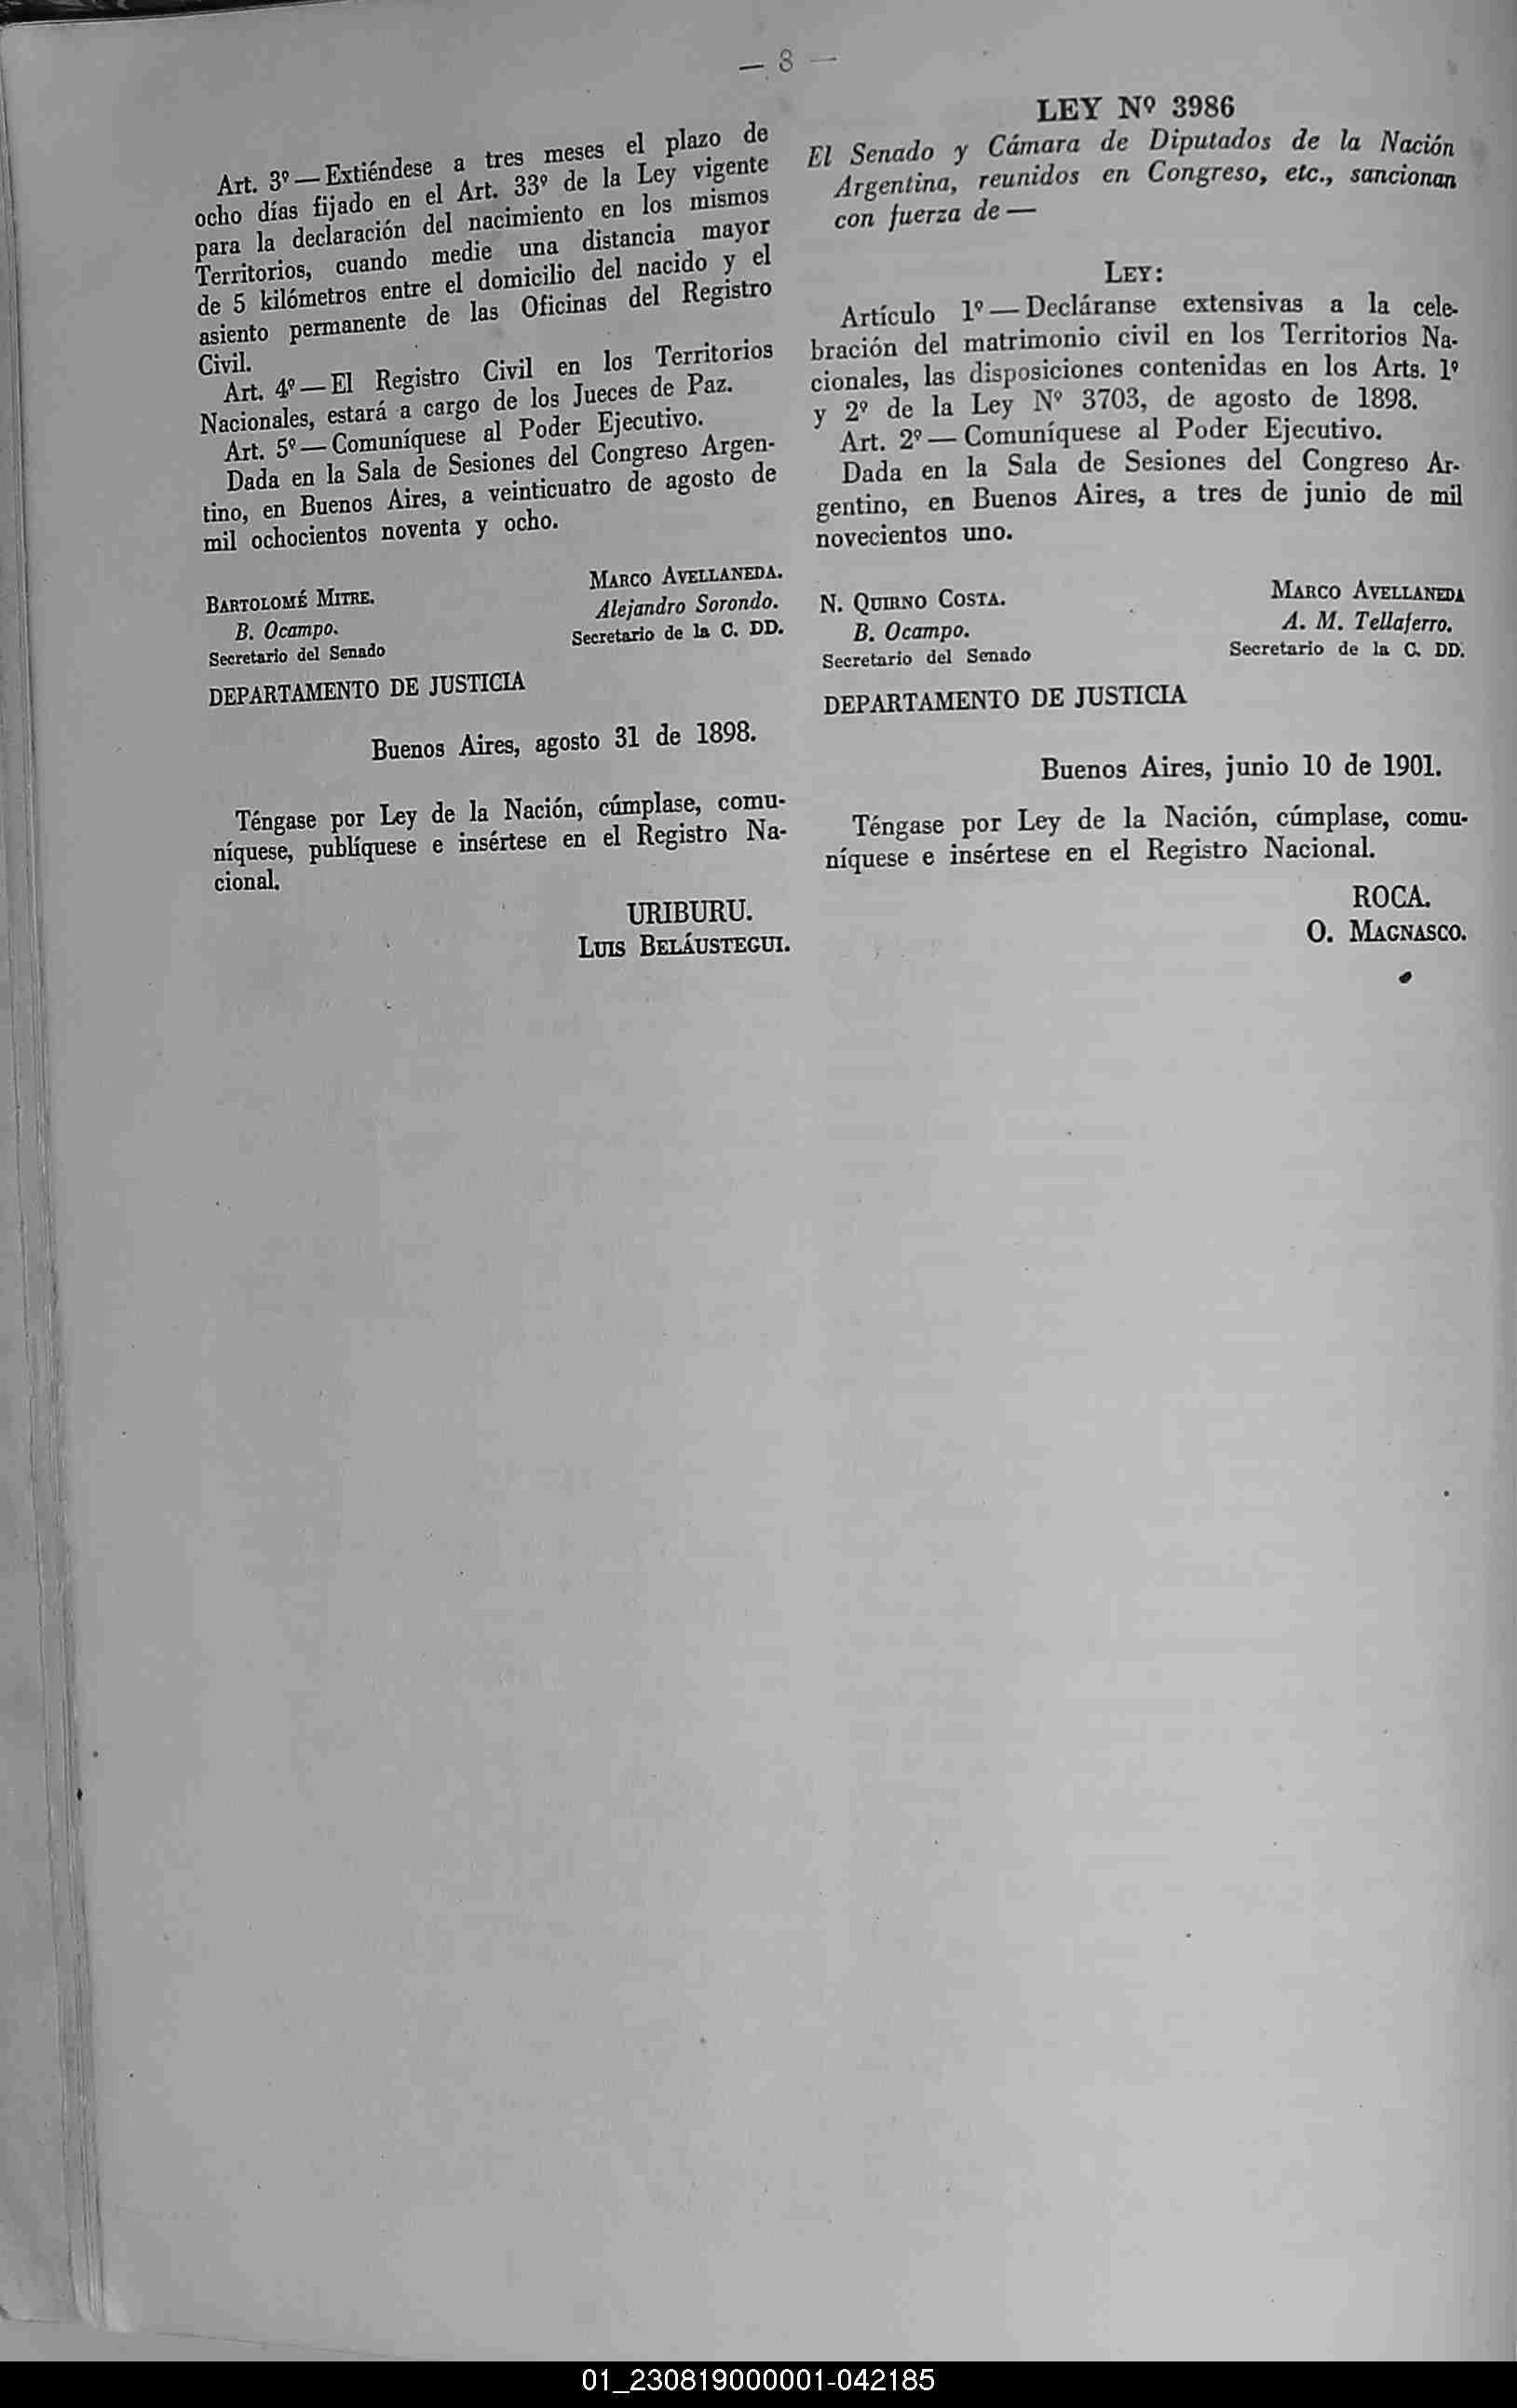 — 8 —
Art. 3º — Extiéndese a tres meses el plazo de
ocho días fijado en el Art. 33º de la Ley vigente
para la declaración del nacimiento en los mismos
Territorios, cuando medie una distancia mayor
de 5 kilómetros entre el domicilio del nacido y el
asiento permanente de las Oficinas del Registro
Civil.
Art. 4º — El Registro Civil en los Territorios
Nacionales, estará a cargo de los Jueces de Paz.
Art. 5º — Comuníquese al Poder Ejecutivo.
Dada en la Sala de Sesiones del Congreso Argen-
tino, en Buenos Aires, a veinticuatro de agosto de
mil ochocientos noventa y ocho.
BARTOLOMÉ MITRE.
B. Ocampo.
Secretario del Senado
MARCO AVELLANEDA.
Alejandro Sorondo.
Secretario de la C. DD.
DEPARTAMENTO DE JUSTICIA
Buenos Aires, agosto 31 de 1898.
Téngase por Ley de la Nación, cúmplase, comu-
níquese, publíquese e insértese en el Registro Na-
cional.
URIBURU.
LUIS BELÁUSTEGUI.
LEY Nº 3986
El Senado y Cámara de Diputados de la Nación
Argentina, reunidos en Congreso, etc., sancionan
con fuerza de —
LEY:
Artículo 1º — Decláranse extensivas a la cele-
bración del matrimonio civil en los Territorios Na-
cionales, las disposiciones contenidas en los Arts. 1º
y 2º de la Ley Nº 3703, de agosto de 1898.
Art. 2º — Comuníquese al Poder Ejecutivo.
Dada en la Sala de Sesiones del Congreso Ar-
gentino, en Buenos Aires, a tres de junio de mil
novecientos uno.
N. QUIRNO COSTA.
B. Ocampo.
Secretario del Senado
MARCO AVELLANEDA
A. M. Tellaferro.
Secretario de la C. DD.
DEPARTAMENTO DE JUSTICIA
Buenos Aires, junio 10 de 1901.
Téngase por Ley de la Nación, cúmplase, comu-
níquese e insértese en el Registro Nacional.
ROCA.
O. MAGNASCO.
01_230819000001-042185